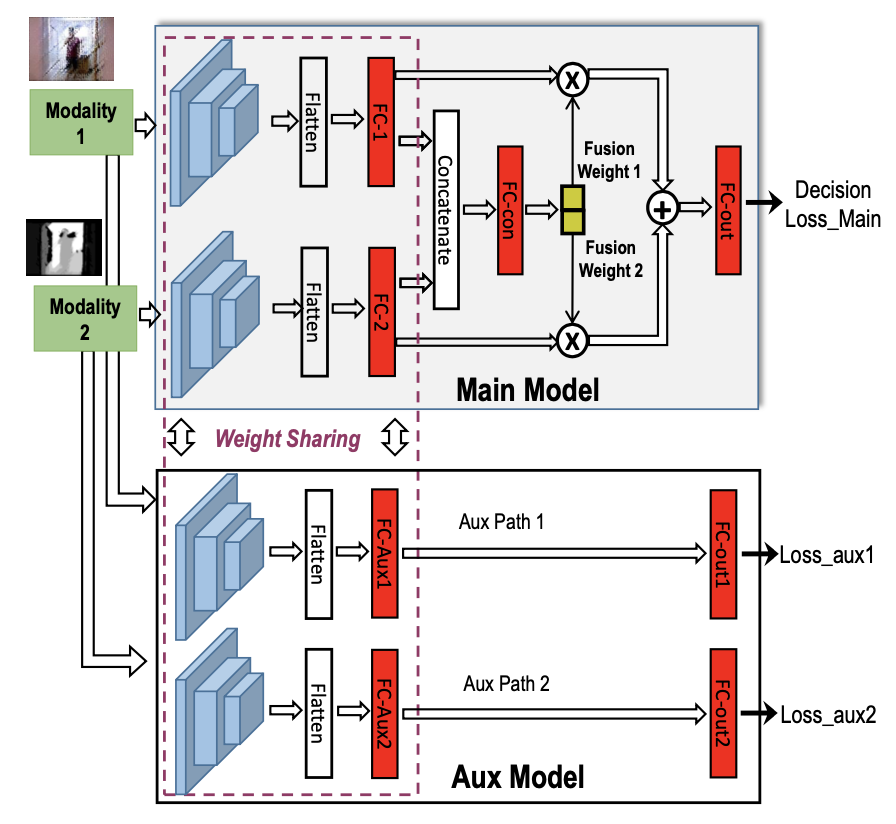 Modality
1
Flatten
FC-1
Concatenate
FC-con
Fusion
Weight 1
X
+
FC-out
Decision
Loss_Main
Modality
2
Flatten
FC-2
Fusion
Weight 2
X
Main Model
Weight Sharing
Flatten
FC-Aux1
Aux Path 1
FC-out1
Loss_aux1
Flatten
FC-Aux2
Aux Path 2
FC-out2
Loss_aux2
Aux Model